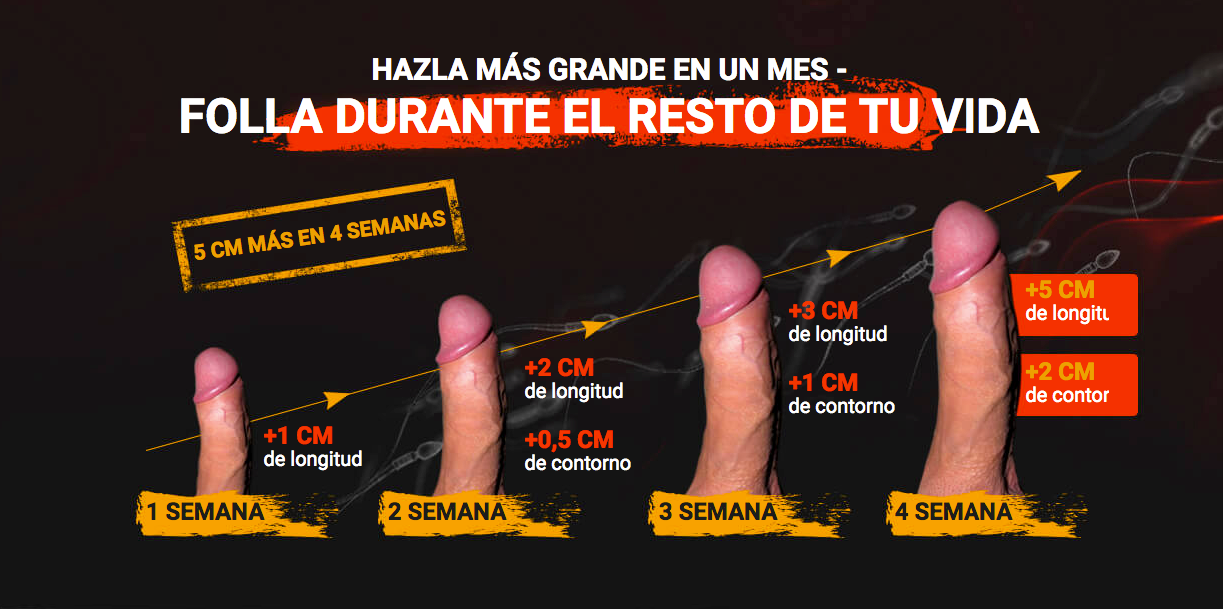 HAZLA MÁS GRANDE EN UN MES -
FOLLA DURANTE EL RESTO DE TU VIDA
5 CM MÁS EN 4 SEMANAS
+1 CM
de longitud
1 SEMANA
+2 CM
de longitud
+0,5 CM
de contorno
2 SEMANA
+3 CM
de longitud
+1 CM
de contorno
3 SEMANA
+5 CM
de longitu
+2 CM
de contor
4 SEMANA